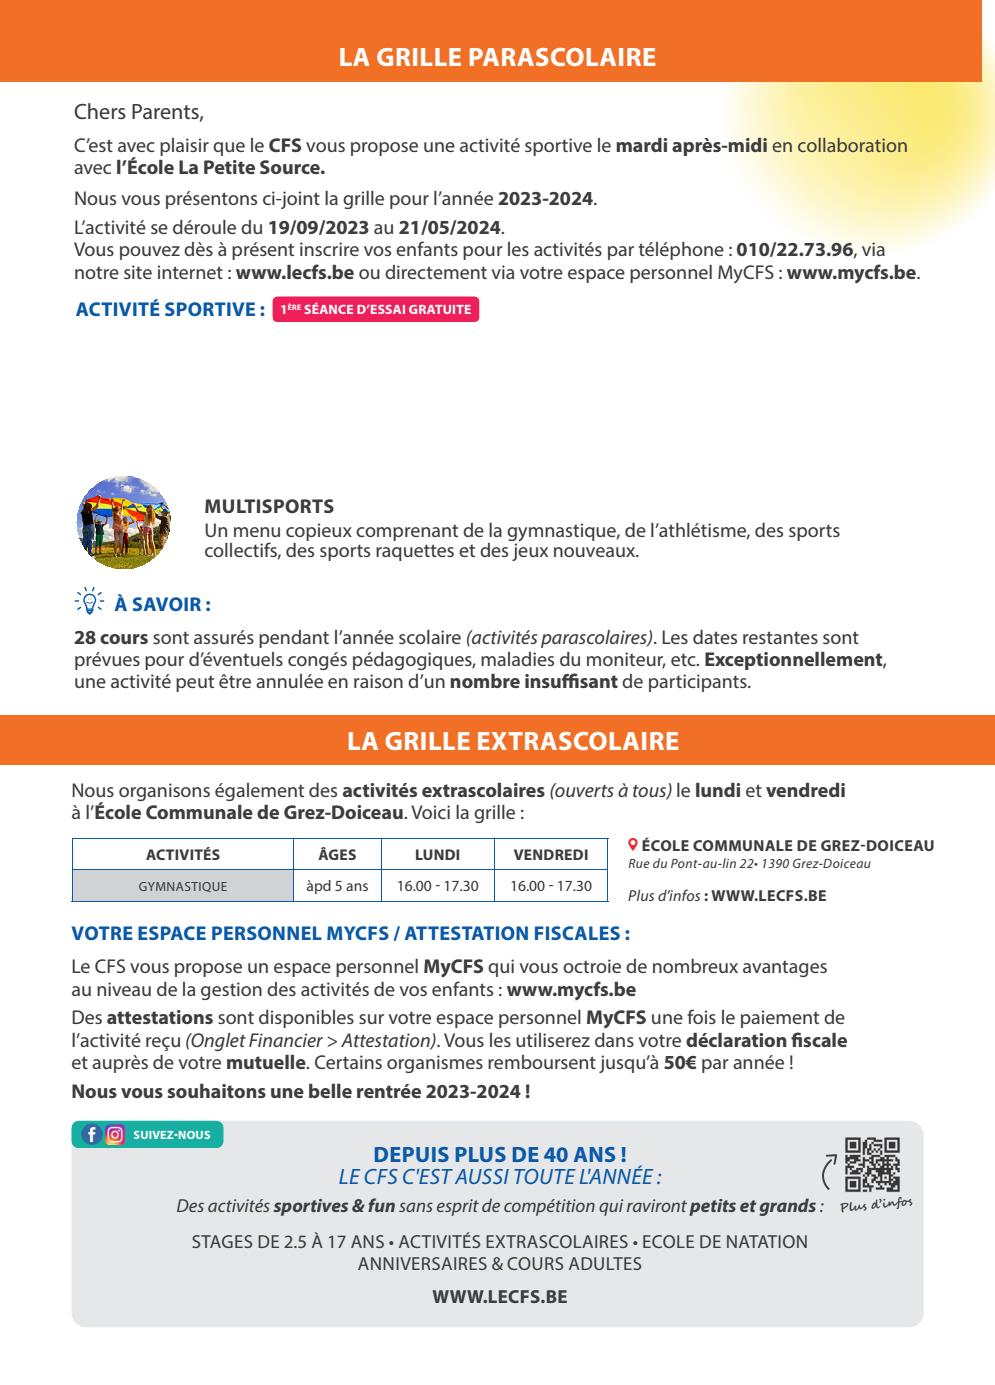 LA GRILLE PARASCOLAIRE
Chers Parents,
C’est avec plaisir que le CFS vous propose une activité sportive le mardi après-midi en collaboration
avec l’École La Petite Source.
Nous vous présentons ci-joint la grille pour l’année 2023-2024.
L’activité se déroule du 19/09/2023 au 21/05/2024.
Vous pouvez dès à présent inscrire vos enfants pour les activités par téléphone : 010/22.73.96, via
notre site internet : www.lecfs.be ou directement via votre espace personnel MyCFS : www.mycfs.be.
ACTIVITÉ SPORTIVE : 1ÈRE SÉANCE D’ESSAI GRATUITE
MULTISPORTS
Un menu copieux comprenant de la gymnastique, de l’athlétisme, des sports
collectifs, des sports raquettes et des jeux nouveaux.
À SAVOIR :
28 cours sont assurés pendant l’année scolaire (activités parascolaires). Les dates restantes sont
prévues pour d’éventuels congés pédagogiques, maladies du moniteur, etc. Exceptionnellement,
une activité peut être annulée en raison d’un nombre insuffisant de participants.
LA GRILLE EXTRASCOLAIRE
Nous organisons également des activités extrascolaires (ouverts à tous) le lundi et vendredi
à l’École Communale de Grez-Doiceau. Voici la grille :
ACTIVITÉS ÂGES LUNDI VENDREDI
GYMNASTIQUE àpd 5 ans 16.00 - 17.30 16.00 - 17.30
ÉCOLE COMMUNALE DE GREZ-DOICEAU
Rue du Pont-au-lin 22• 1390 Grez-Doiceau
Plus d’infos : WWW.LECFS.BE
VOTRE ESPACE PERSONNEL MYCFS / ATTESTATION FISCALES :
Le CFS vous propose un espace personnel MyCFS qui vous octroie de nombreux avantages
au niveau de la gestion des activités de vos enfants : www.mycfs.be
Des attestations sont disponibles sur votre espace personnel MyCFS une fois le paiement de
l’activité reçu (Onglet Financier > Attestation). Vous les utiliserez dans votre déclaration fiscale
et auprès de votre mutuelle. Certains organismes remboursent jusqu’à 50€ par année !
Nous vous souhaitons une belle rentrée 2023-2024 !
SUIVEZ-NOUS
DEPUIS PLUS DE 40 ANS !
LE CFS C'EST AUSSI TOUTE L'ANNÉE :
Des activités sportives & fun sans esprit de compétition qui raviront petits et grands :
Plus d’infos
STAGES DE 2.5 À 17 ANS • ACTIVITÉS EXTRASCOLAIRES • ECOLE DE NATATION
ANNIVERSAIRES & COURS ADULTES
WWW.LECFS.BE